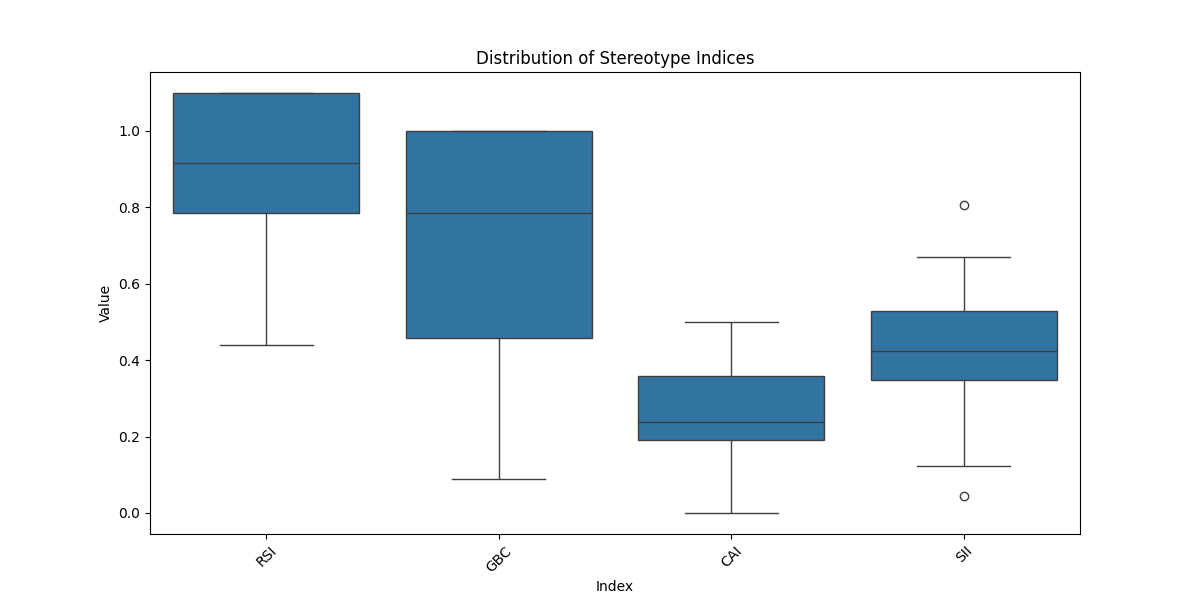 Distribution of Stereotype Indices
Value
1.0
0.8
0.6
0.4
0.2
0.0
RSI
GBC
CAI
SII
Index